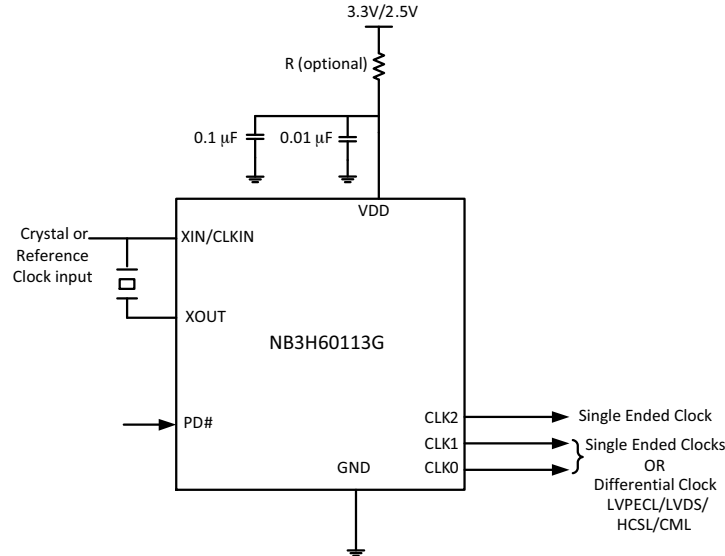 3.3V/2.5V
R (optional)
0.1 μF
0.01 μF
VDD
Crystal or
Reference
Clock input
XIN/CLKIN
XOUT
NB3H60113G
PD#
GND
CLK2
CLK1
CLK0
Single Ended Clock
Single Ended Clocks
OR
Differential Clock
LVPECL/LVDS/
HCSL/CML